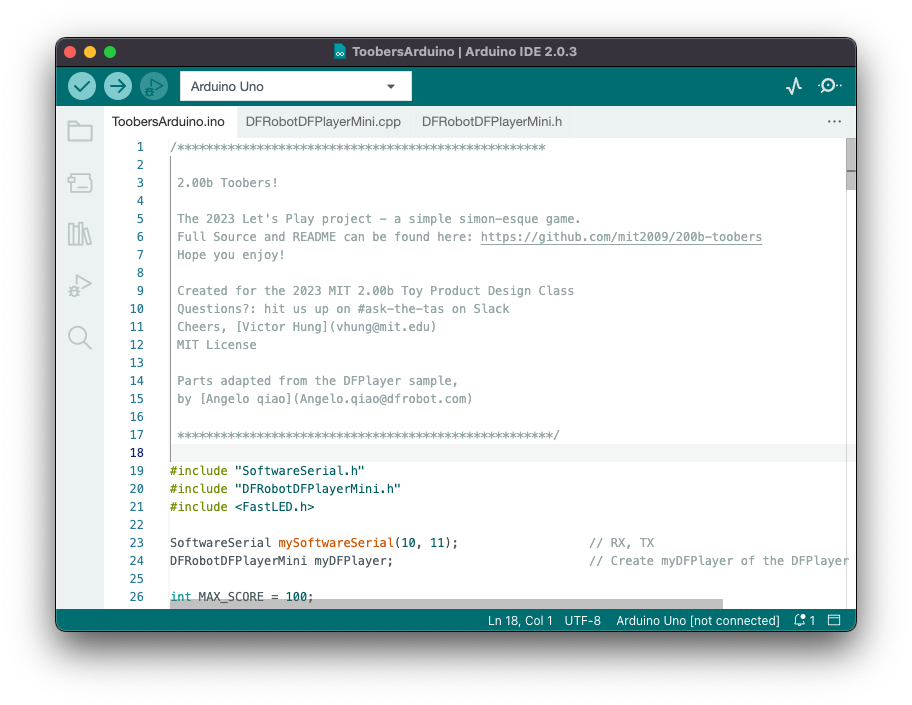 ToobersArduino | Arduino IDE 2.0.3
Arduino Uno
ToobersArduino.ino DFRobotDFPlayerMini.cpp DFRobotDFPlayerMini.h ...
1 /***************************************************
2
3 2.00b Toobers!
4
5 The 2023 Let's Play project - a simple simon-esque game.
6 Full Source and README can be found here: https://github.com/mit2009/200b-toobers
7 Hope you enjoy!
8
9 Created for the 2023 MIT 2.00b Toy Product Design Class
10 Questions?: hit us up on #ask-the-tas on Slack
11 Cheers, [Victor Hung](vhung@mit.edu)
12 MIT License
13
14 Parts adapted from the DFPlayer sample,
15 by [Angelo qiao](Angelo.qiao@dfrobot.com)
16
17 ****************************************************/
18
19 #include "SoftwareSerial.h"
20 #include "DFRobotDFPlayerMini.h"
21 #include <FastLED.h>
22
23 SoftwareSerial mySoftwareSerial(10, 11); // RX, TX
24 DFRobotDFPlayerMini myDFPlayer; // Create myDFPlayer of the DFPlayer
25
26 int MAX_SCORE = 100;
Ln 18, Col 1 UTF-8 Arduino Uno [not connected] 1